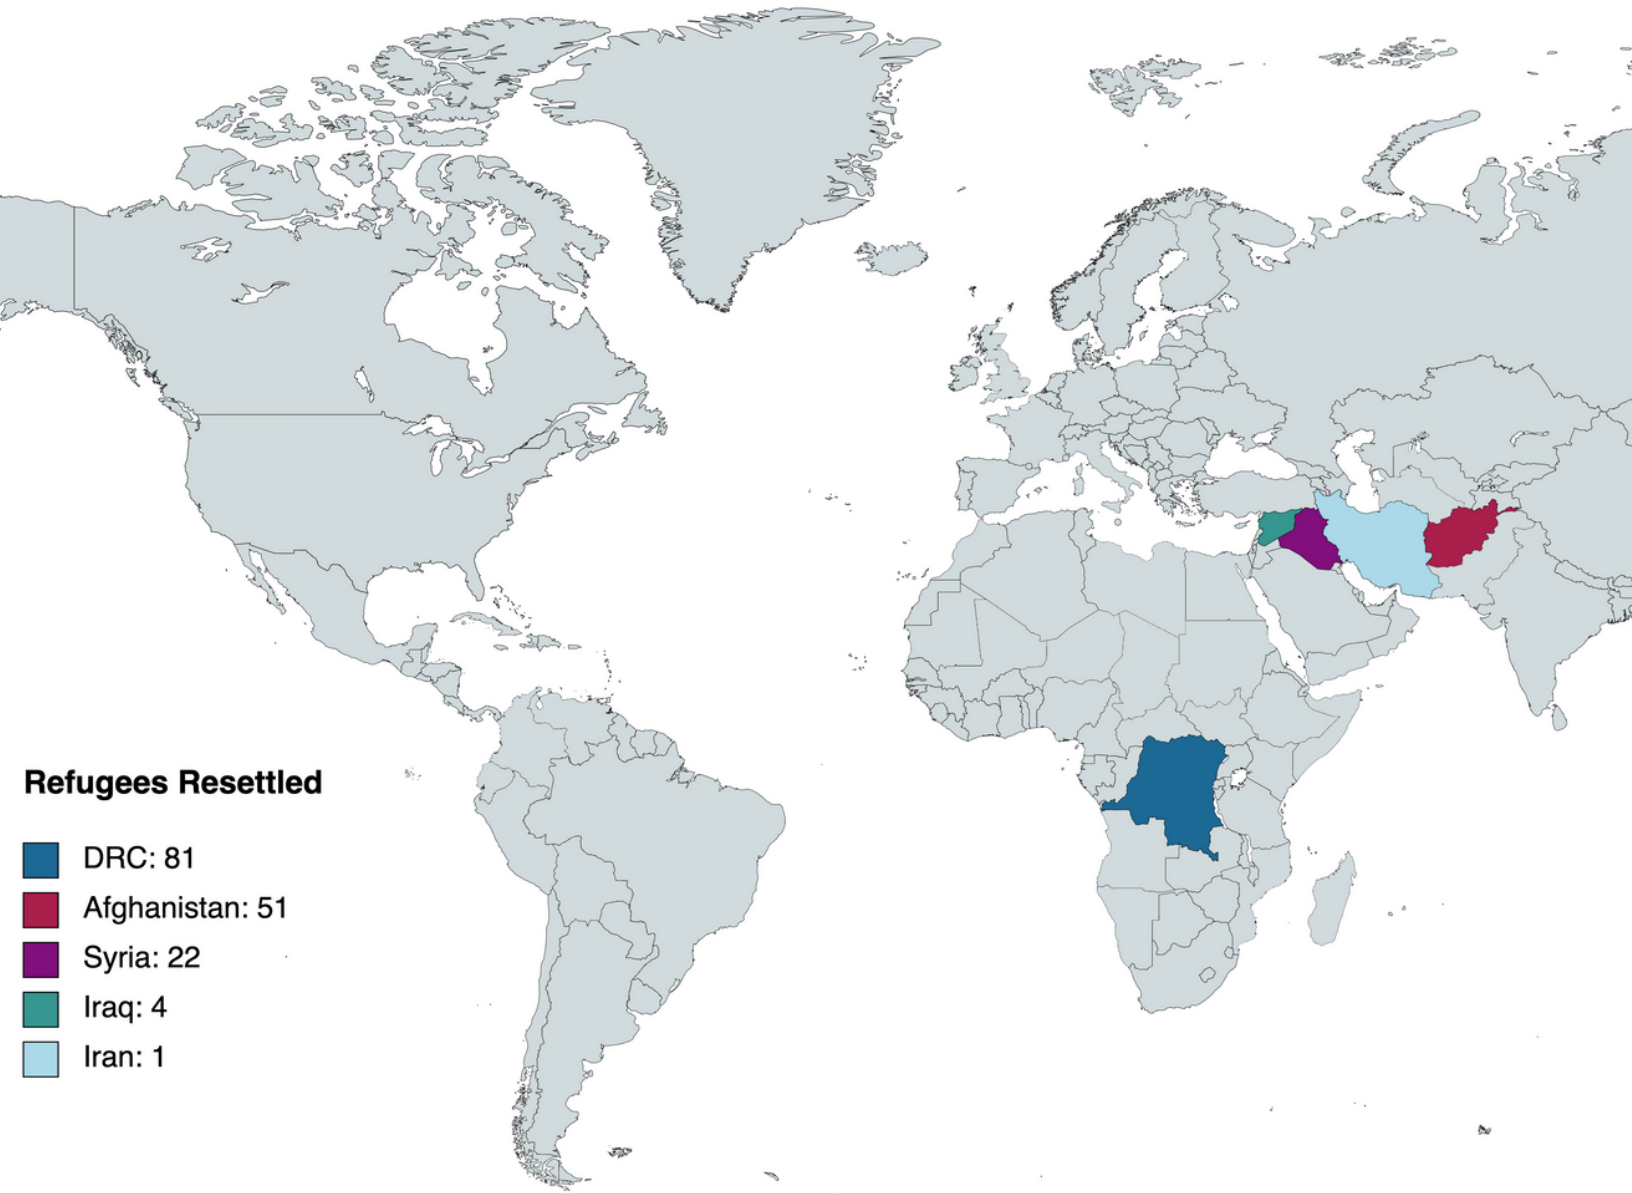 Refugees Resettled
DRC: 81
Afghanistan: 51
Syria: 22
Iraq: 4
Iran: 1